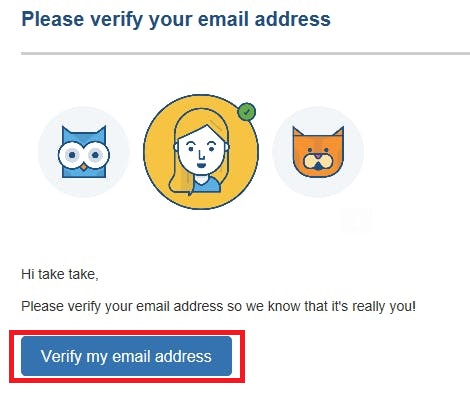 Please verify your email address
Hi take take,
Please verify your email address so we know that it's really you!
Verify my email address